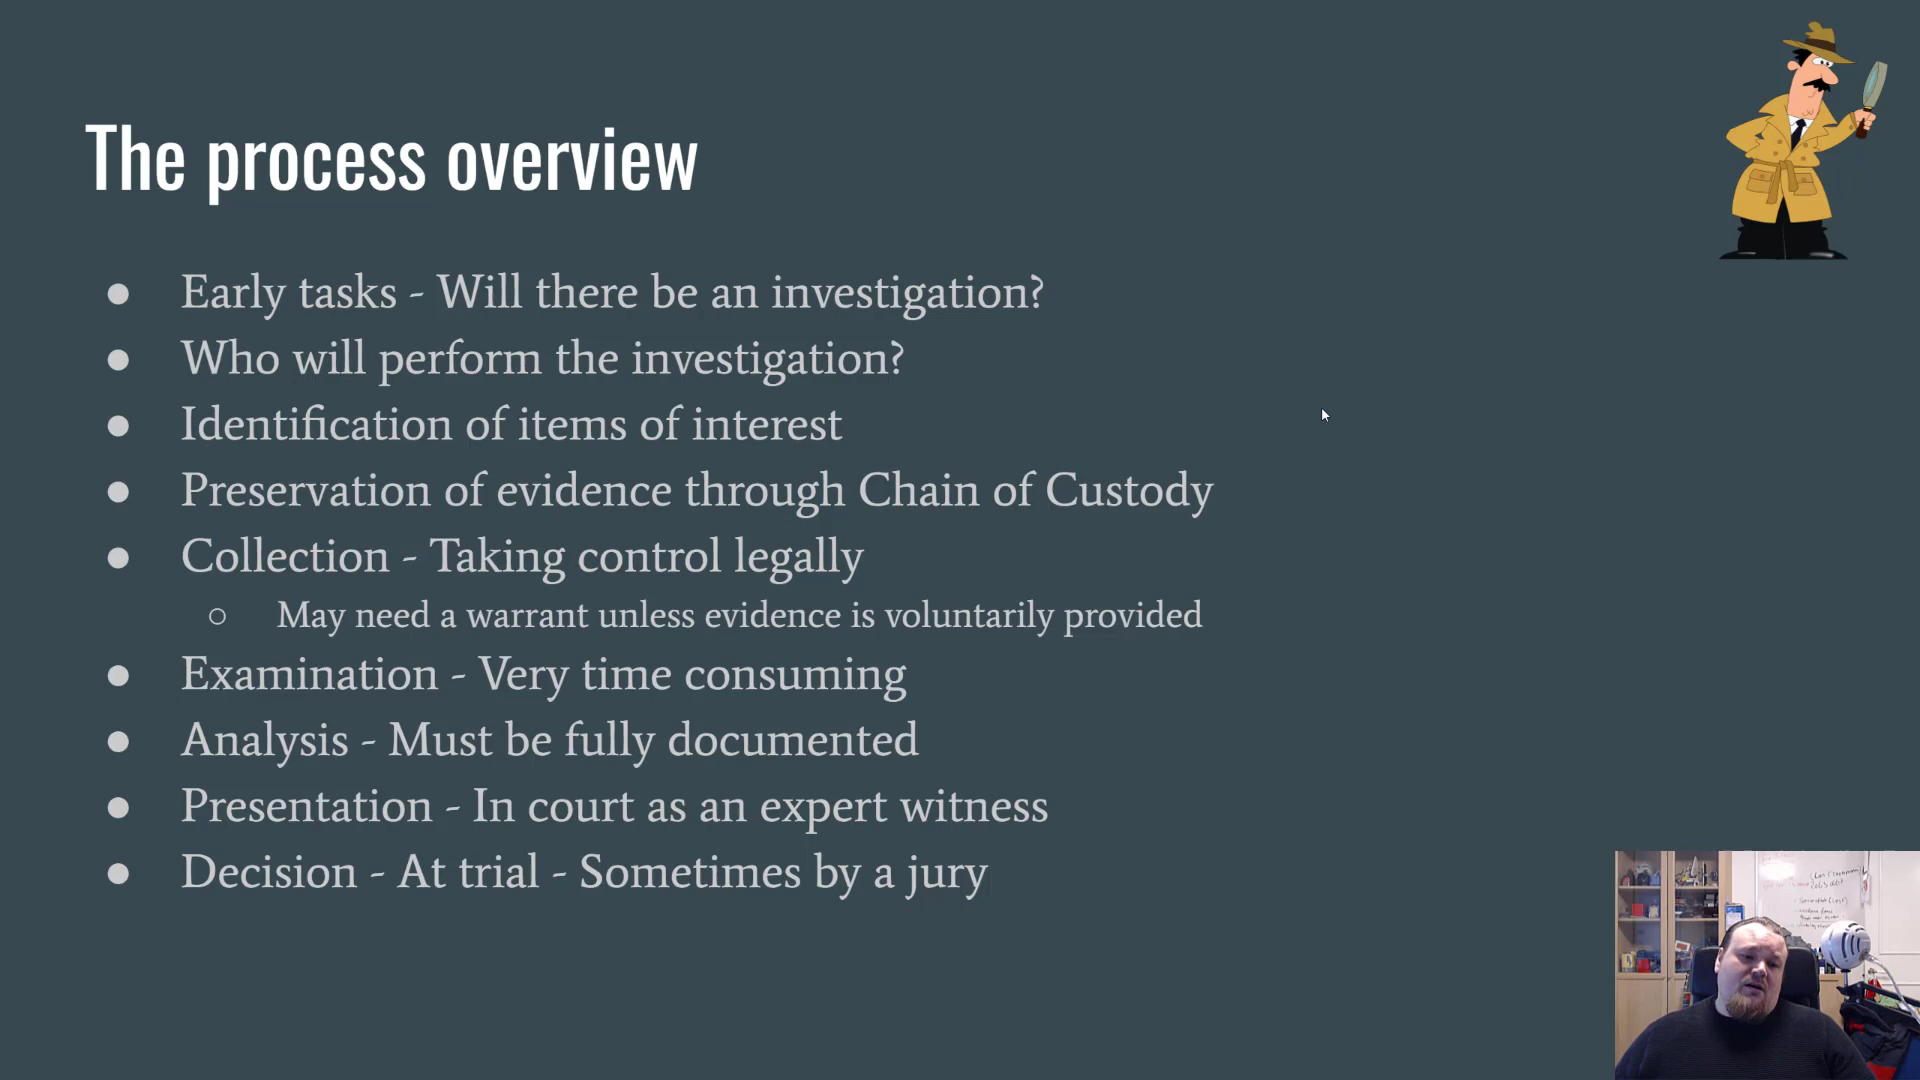 The process overview
Early tasks - Will there be an investigation?
Who will perform the investigation?
Identification of items of interest
Preservation of evidence through Chain of Custody
Collection - Taking control legally
May need a warrant unless evidence is voluntarily provided
Examination - Very time consuming
Analysis - Must be fully documented
Presentation - In court as an expert witness
Decision - At trial - Sometimes by a jury